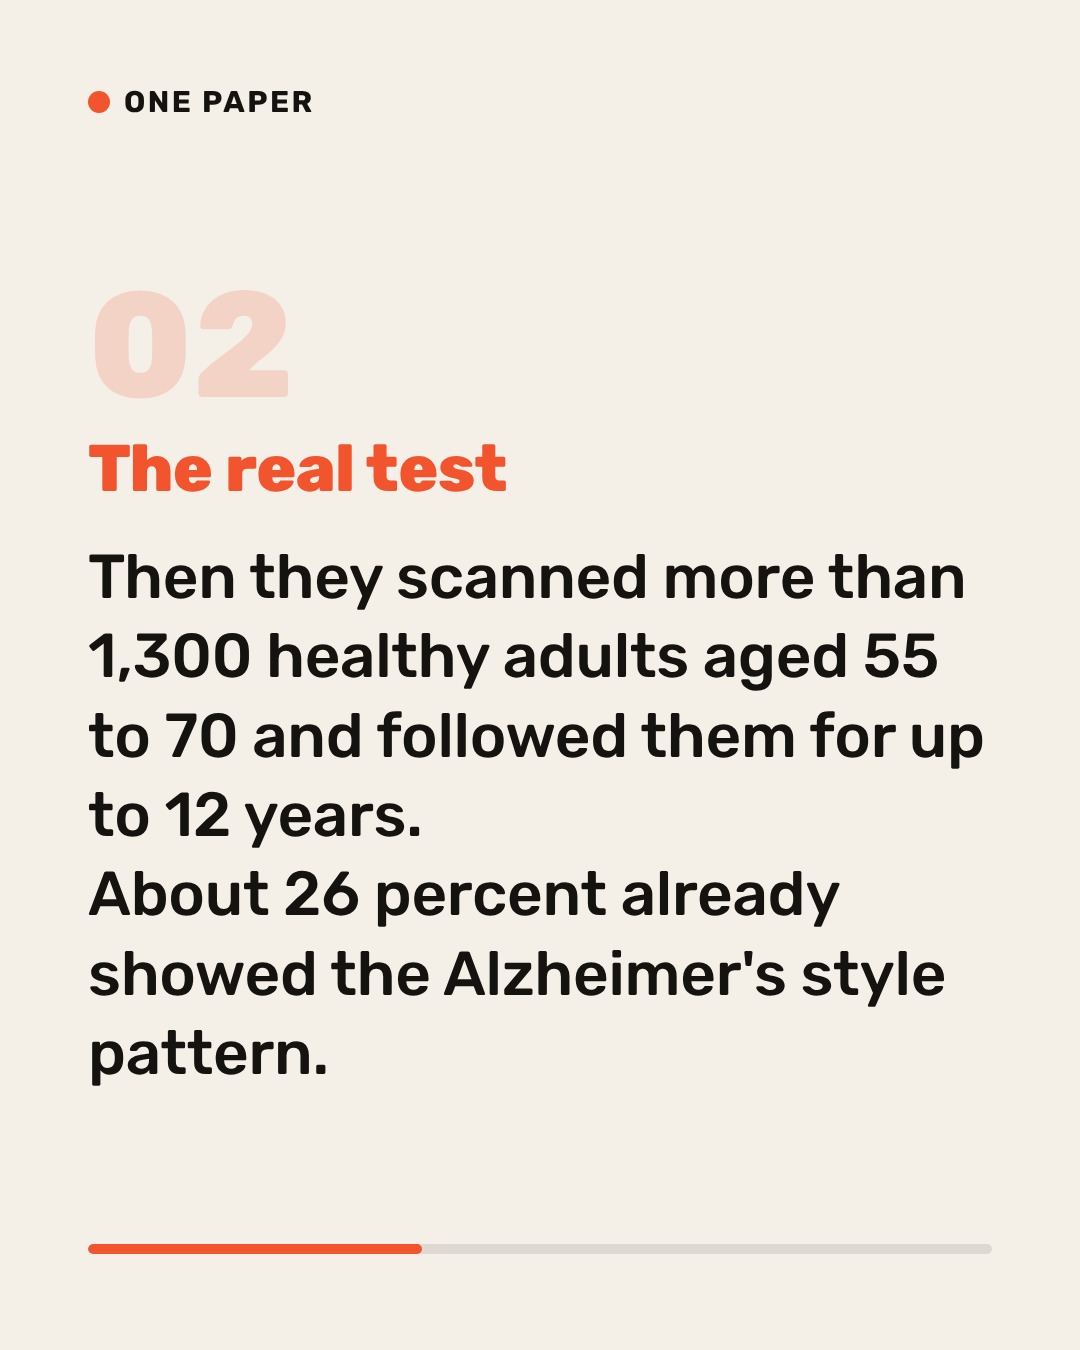 ONE PAPER
02
The real test
Then they scanned more than
1,300 healthy adults aged 55
to 70 and followed them for up
to 12 years.
About 26 percent already
showed the Alzheimer's style
pattern.